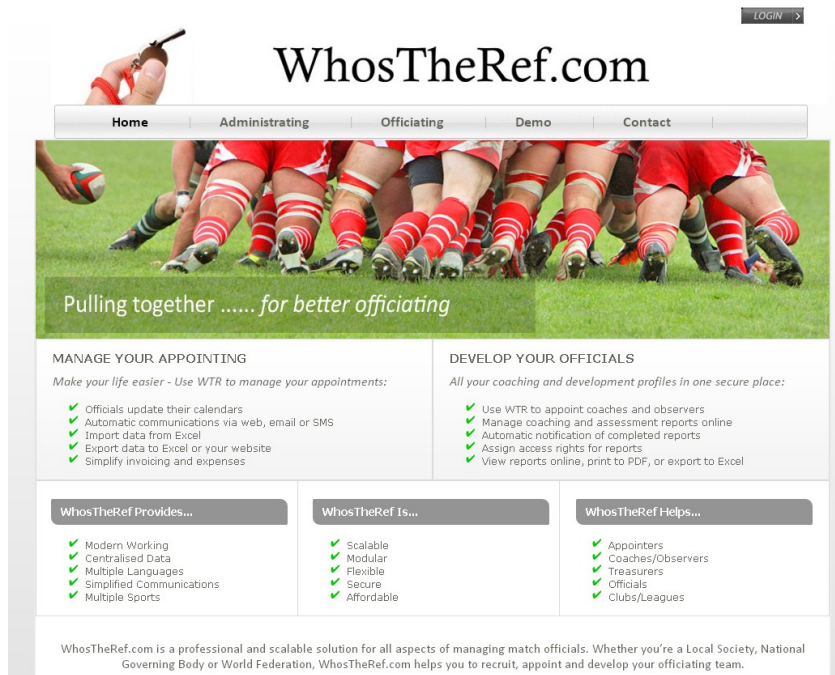 LOGIN
WhosTheRef.com
Home
Administrating
Officiating
Demo
Contact
Pulling together ...... for better officiating
MANAGE YOUR APPOINTING
Make your life easier - Use WTR to manage your appointments:
Officials update their calendars
Automatic communications via web, email or SMS
Import data from Excel
Export data to Excel or your website
Simplify invoicing and expenses
DEVELOP YOUR OFFICIALS
All your coaching and development profiles in one secure place:
Use WTR to appoint coaches and observers
Manage coaching and assessment reports online
Automatic notification of completed reports
Assign access rights for reports
View reports online, print to PDF, or export to Excel
WhosTheRef Provides...
Modern Working
Centralised Data
Multiple Languages
Simplified Communications
Multiple Sports
WhosTheRef Is...
Scalable
Modular
Flexible
Secure
Affordable
WhosTheRef Helps...
Appointers
Coaches/Observers
Treasurers
Officials
Clubs/Leagues
WhosTheRef.com is a professional and scalable solution for all aspects of managing match officials. Whether you're a Local Society, National
Governing Body or World Federation, WhosTheRef.com helps you to recruit, appoint and develop your officiating team.